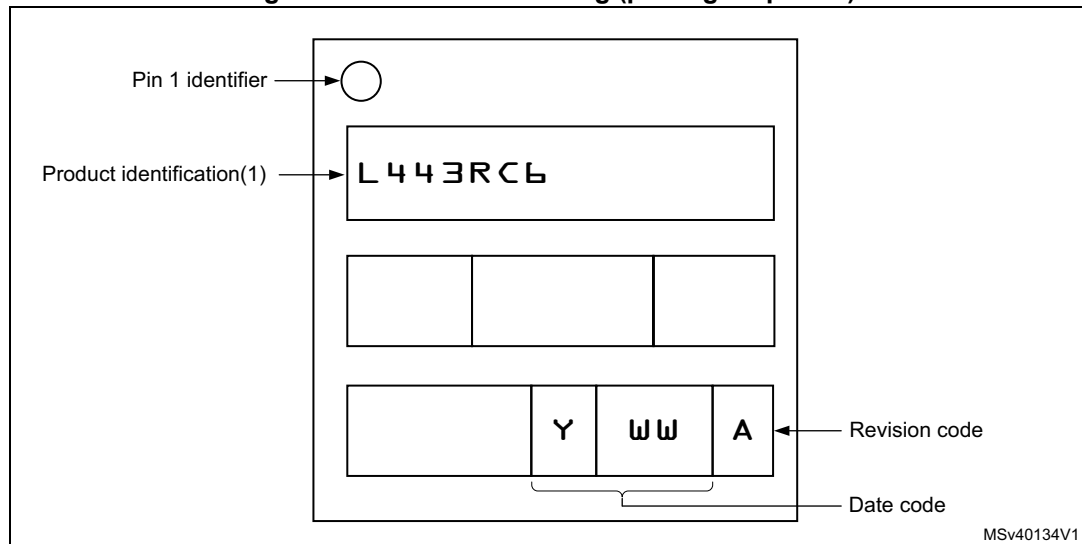 Pin 1 identifier
Product identification(1)
L443RC6
Y WW A
Revision code
Date code
MSv40134V1